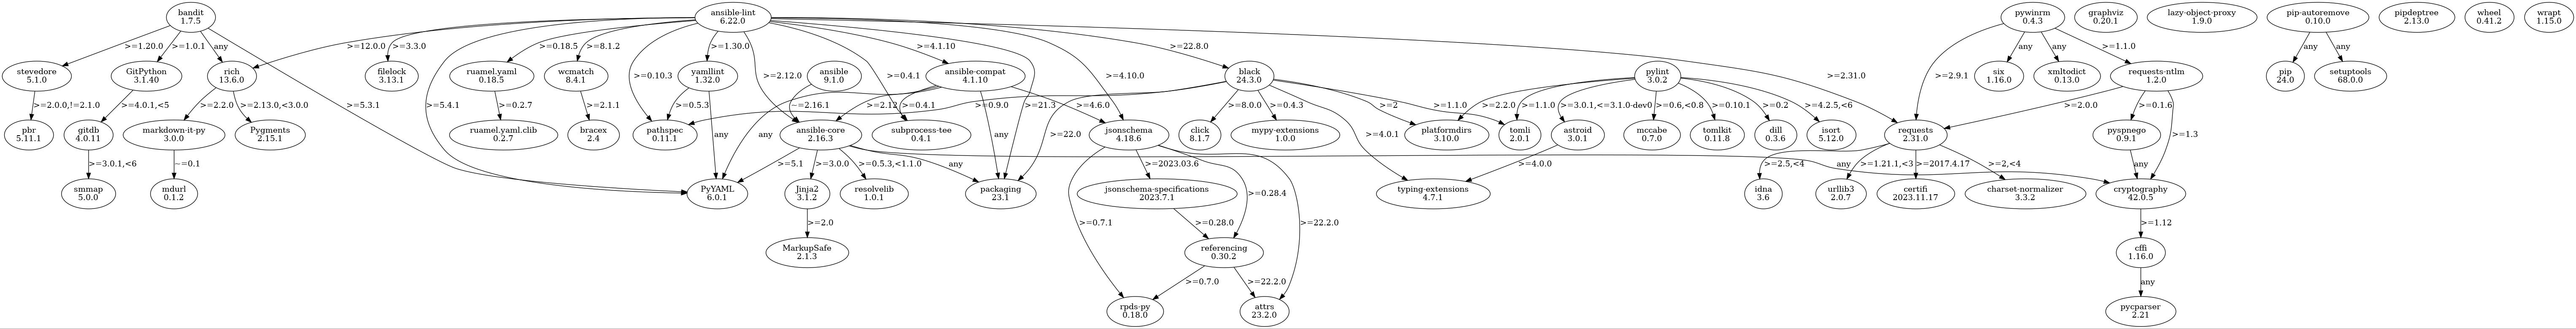 bandit
1.7.5
ansible-lint
6.22.0
pywinrm
0.4.3
graphviz
0.20.1
lazy-object-proxy
1.9.0
pip-autoremove
0.10.0
pipdeptree
2.13.0
wheel
0.41.2
wrapt
1.15.0
>=1.20.0
>=1.0.1
any
>=12.0.0
>=3.3.0
>=0.18.5
>=8.1.2
>=1.30.0
>=4.1.10
>=22.8.0
any
any
>=1.1.0
any
any
stevedore
5.1.0
GitPython
3.1.40
rich
13.6.0
filelock
3.13.1
ruamel.yaml
0.18.5
wcmatch
8.4.1
>=0.10.3
yamllint
1.32.0
>=2.12.0
ansible
9.1.0
>=0.4.1
ansible-compat
4.1.10
>=4.10.0
black
24.3.0
pylint
3.0.2
>=2.31.0
>=2.9.1
six
1.16.0
xmltodict
0.13.0
requests-ntlm
1.2.0
pip
24.0
setuptools
68.0.0
>=2.0.0,!=2.1.0
>=4.0.1,<5
>=2.2.0
>=2.13.0,<3.0.0
>=5.3.1
>=5.4.1
>=0.2.7
>=2.1.1
>=0.5.3
~=2.16.1
>=2.12
>=0.4.1
>=0.9.0
>=21.3
>=4.6.0
>=8.0.0
>=0.4.3
>=2
>=1.1.0
>=2.2.0
>=1.1.0
>=3.0.1,<=3.1.0-dev0
>=0.6,<0.8
>=0.10.1
>=0.2
>=4.2.5,<6
>=2.0.0
>=0.1.6
pbr
5.11.1
gitdb
4.0.11
markdown-it-py
3.0.0
Pygments
2.15.1
ruamel.yaml.clib
0.2.7
bracex
2.4
pathspec
0.11.1
any
any
ansible-core
2.16.3
subprocess-tee
0.4.1
any
>=22.0
jsonschema
4.18.6
click
8.1.7
mypy-extensions
1.0.0
>=4.0.1
platformdirs
3.10.0
tomli
2.0.1
astroid
3.0.1
mccabe
0.7.0
tomlkit
0.11.8
dill
0.3.6
isort
5.12.0
requests
2.31.0
pyspnego
0.9.1
>=1.3
>=3.0.1,<6
~=0.1
>=5.1
>=3.0.0
>=0.5.3,<1.1.0
any
>=2023.03.6
>=4.0.0
>=2.5,<4
any
>=1.21.1,<3
>=2017.4.17
>=2,<4
any
smmap
5.0.0
mdurl
0.1.2
PyYAML
6.0.1
Jinja2
3.1.2
resolvelib
1.0.1
packaging
23.1
jsonschema-specifications
2023.7.1
>=0.28.4
typing-extensions
4.7.1
idna
3.6
urllib3
2.0.7
certifi
2023.11.17
charset-normalizer
3.3.2
cryptography
42.0.5
>=2.0
>=0.7.1
>=0.28.0
>=22.2.0
>=1.12
MarkupSafe
2.1.3
referencing
0.30.2
cffi
1.16.0
>=0.7.0
>=22.2.0
any
rpds-py
0.18.0
attrs
23.2.0
pycparser
2.21